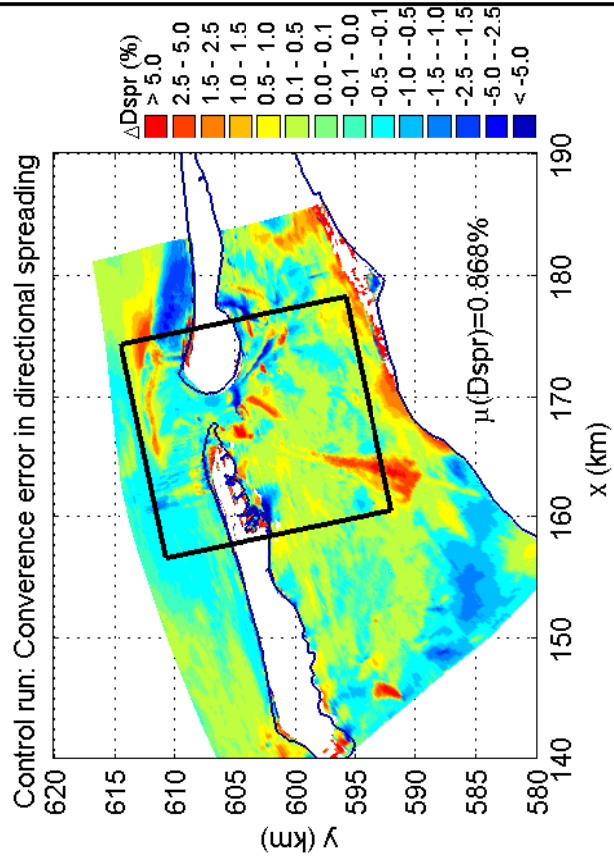 Control run: Converence error in directional spreading
ΔDspr (%)
> 5.0
2.5 - 5.0
1.5 - 2.5
1.0 - 1.5
0.5 - 1.0
0.1 - 0.5
0.0 - 0.1
-0.1 - 0.0
-0.5 - -0.1
-1.0 - -0.5
-1.5 - -1.0
-2.5 - -1.5
-5.0 - -2.5
< -5.0
620
615
610
605
600
595
590
585
580
y (km)
μ(Dspr)=0.868%
140
150
160
170
180
190
x (km)